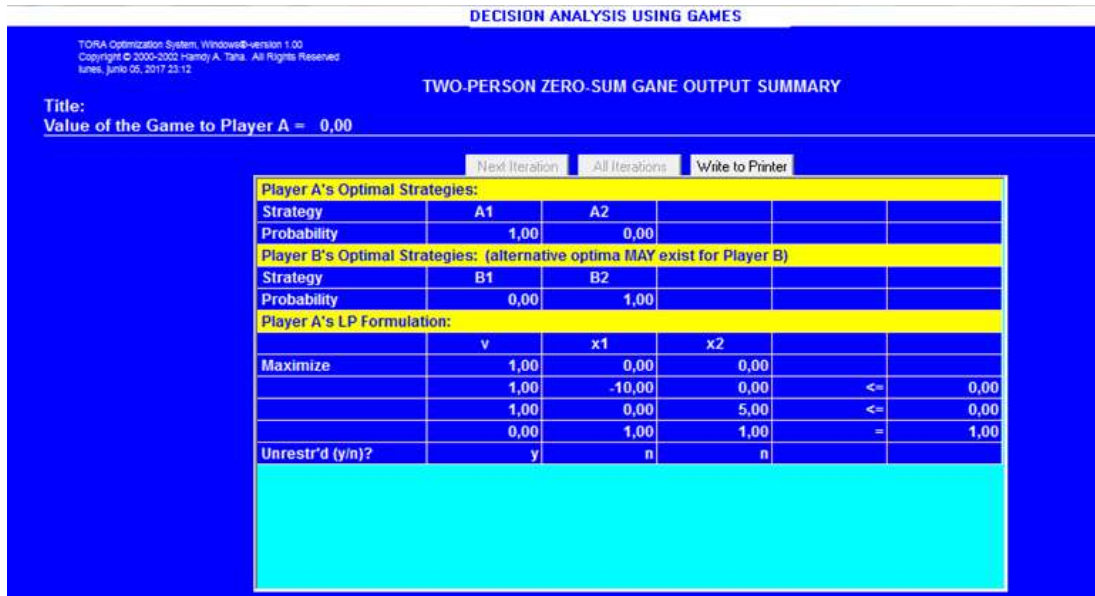 DECISION ANALYSIS USING GAMES
TORA Optimization System, Windows®-version 1.00
Copyright © 2000-2002 Hamdy A. Taha. All Rights Reserved
lunes, junio 05, 2017 23:12
TWO-PERSON ZERO-SUM GANE OUTPUT SUMMARY
Title:
Value of the Game to Player A = 0,00
Next Iteration All Iterations Write to Printer
Player A's Optimal Strategies:
Strategy A1 A2
Probability 1,00 0,00
Player B's Optimal Strategies: (alternative optima MAY exist for Player B)
Strategy B1 B2
Probability 0,00 1,00
Player A's LP Formulation:
v x1 x2
Maximize 1,00 0,00 0,00
1,00 -10,00 0,00 <= 0,00
1,00 0,00 5,00 <= 0,00
0,00 1,00 1,00 = 1,00
Unrestr'd (y/n)? y n n